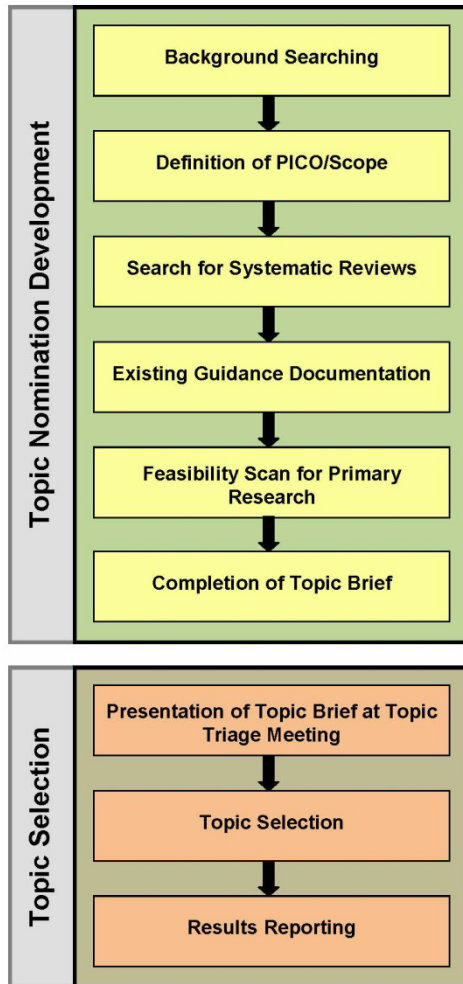 Topic Nomination Development
Background Searching
Definition of PICO/Scope
Search for Systematic Reviews
Existing Guidance Documentation
Feasibility Scan for Primary
Research
Completion of Topic Brief
Topic Selection
Presentation of Topic Brief at Topic
Triage Meeting
Topic Selection
Results Reporting